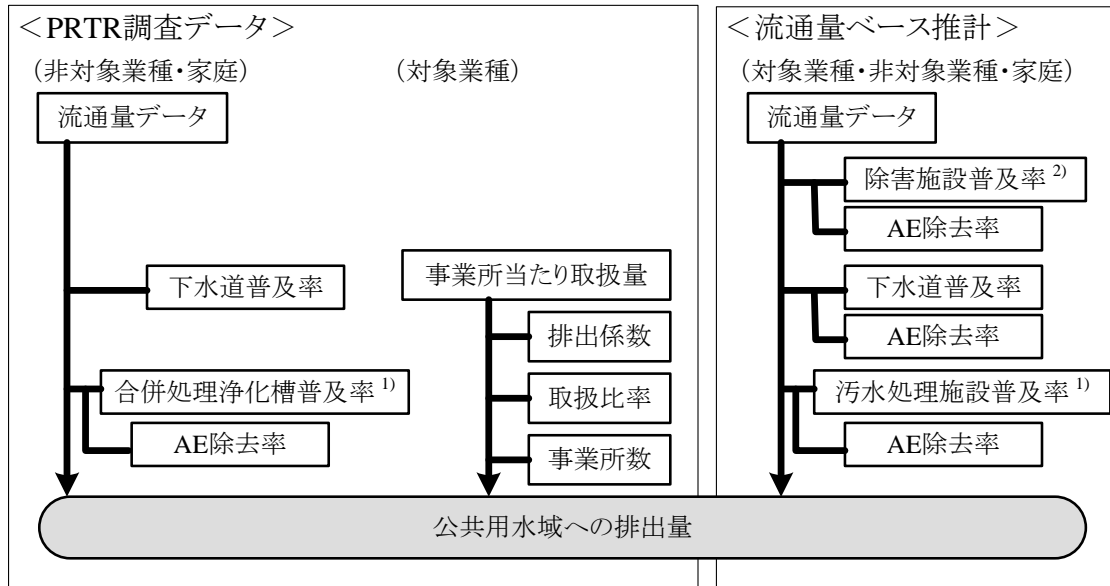 ＜PRTR調査データ＞
（非対象業種・家庭）
流通量データ
下水道普及率
合併処理浄化槽普及率 1)
AE除去率
（対象業種）
事業所当たり取扱量
排出係数
取扱比率
事業所数
＜流通量ベース推計＞
（対象業種・非対象業種・家庭）
流通量データ
除害施設普及率 2)
AE除去率
下水道普及率
AE除去率
汚水処理施設普及率 1)
AE除去率
公共用水域への排出量